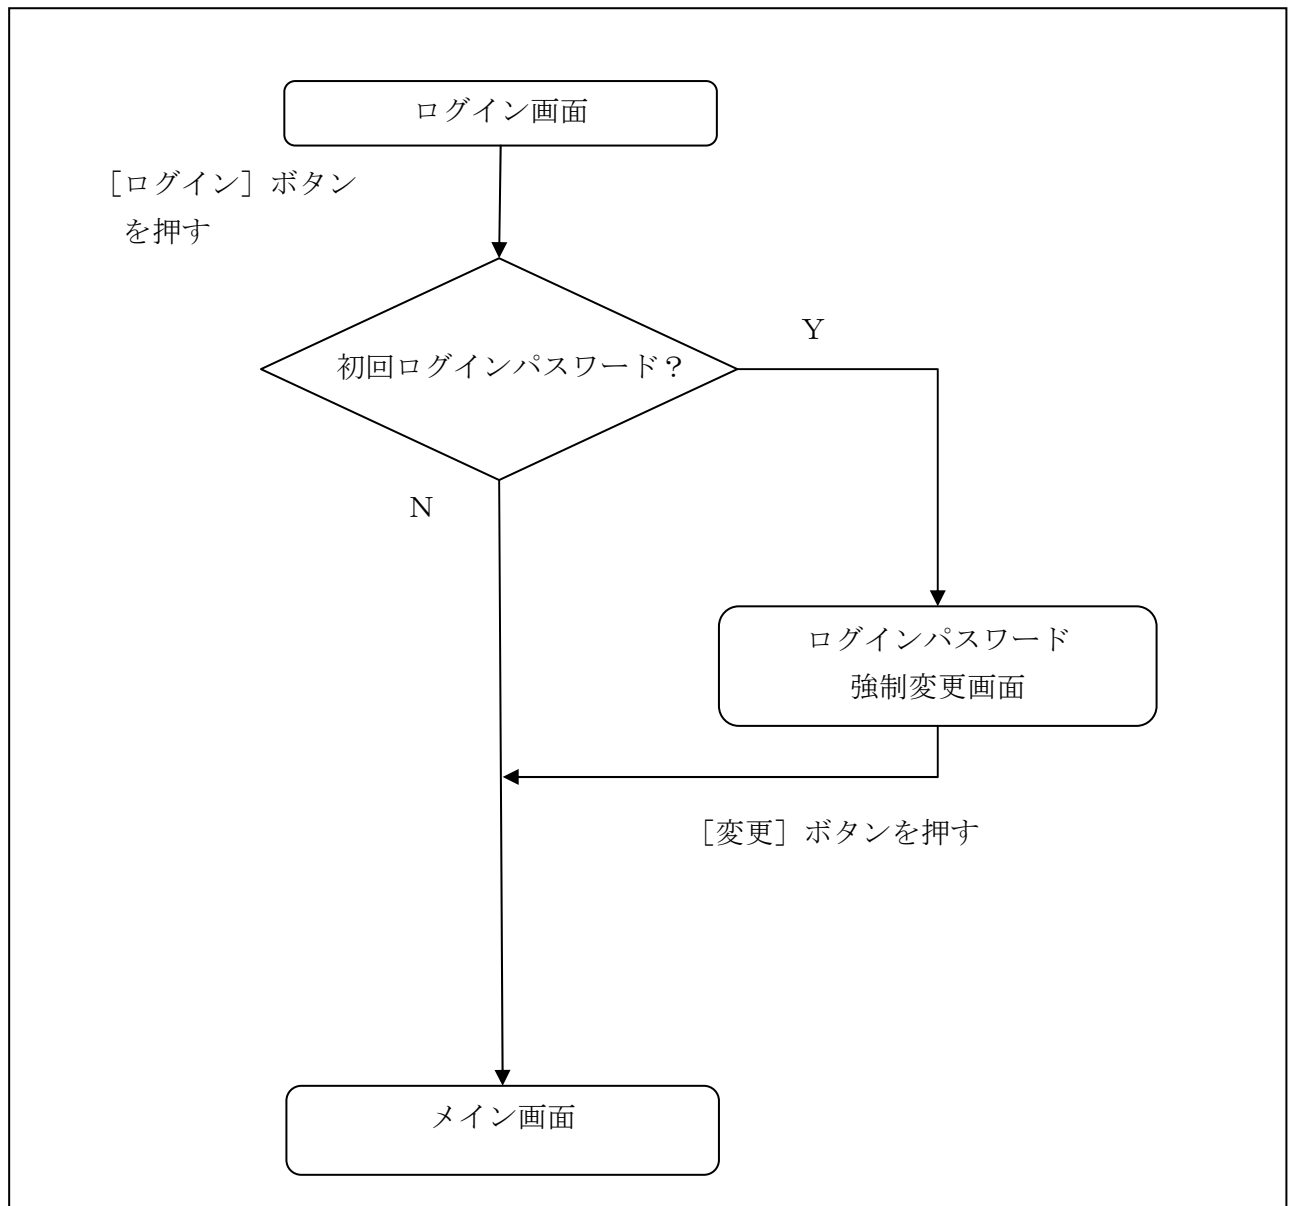 ログイン画面
［ログイン］ボタン
を押す
Ｙ
初回ログインパスワード？
Ｎ
ログインパスワード
強制変更画面
［変更］ボタンを押す
メイン画面